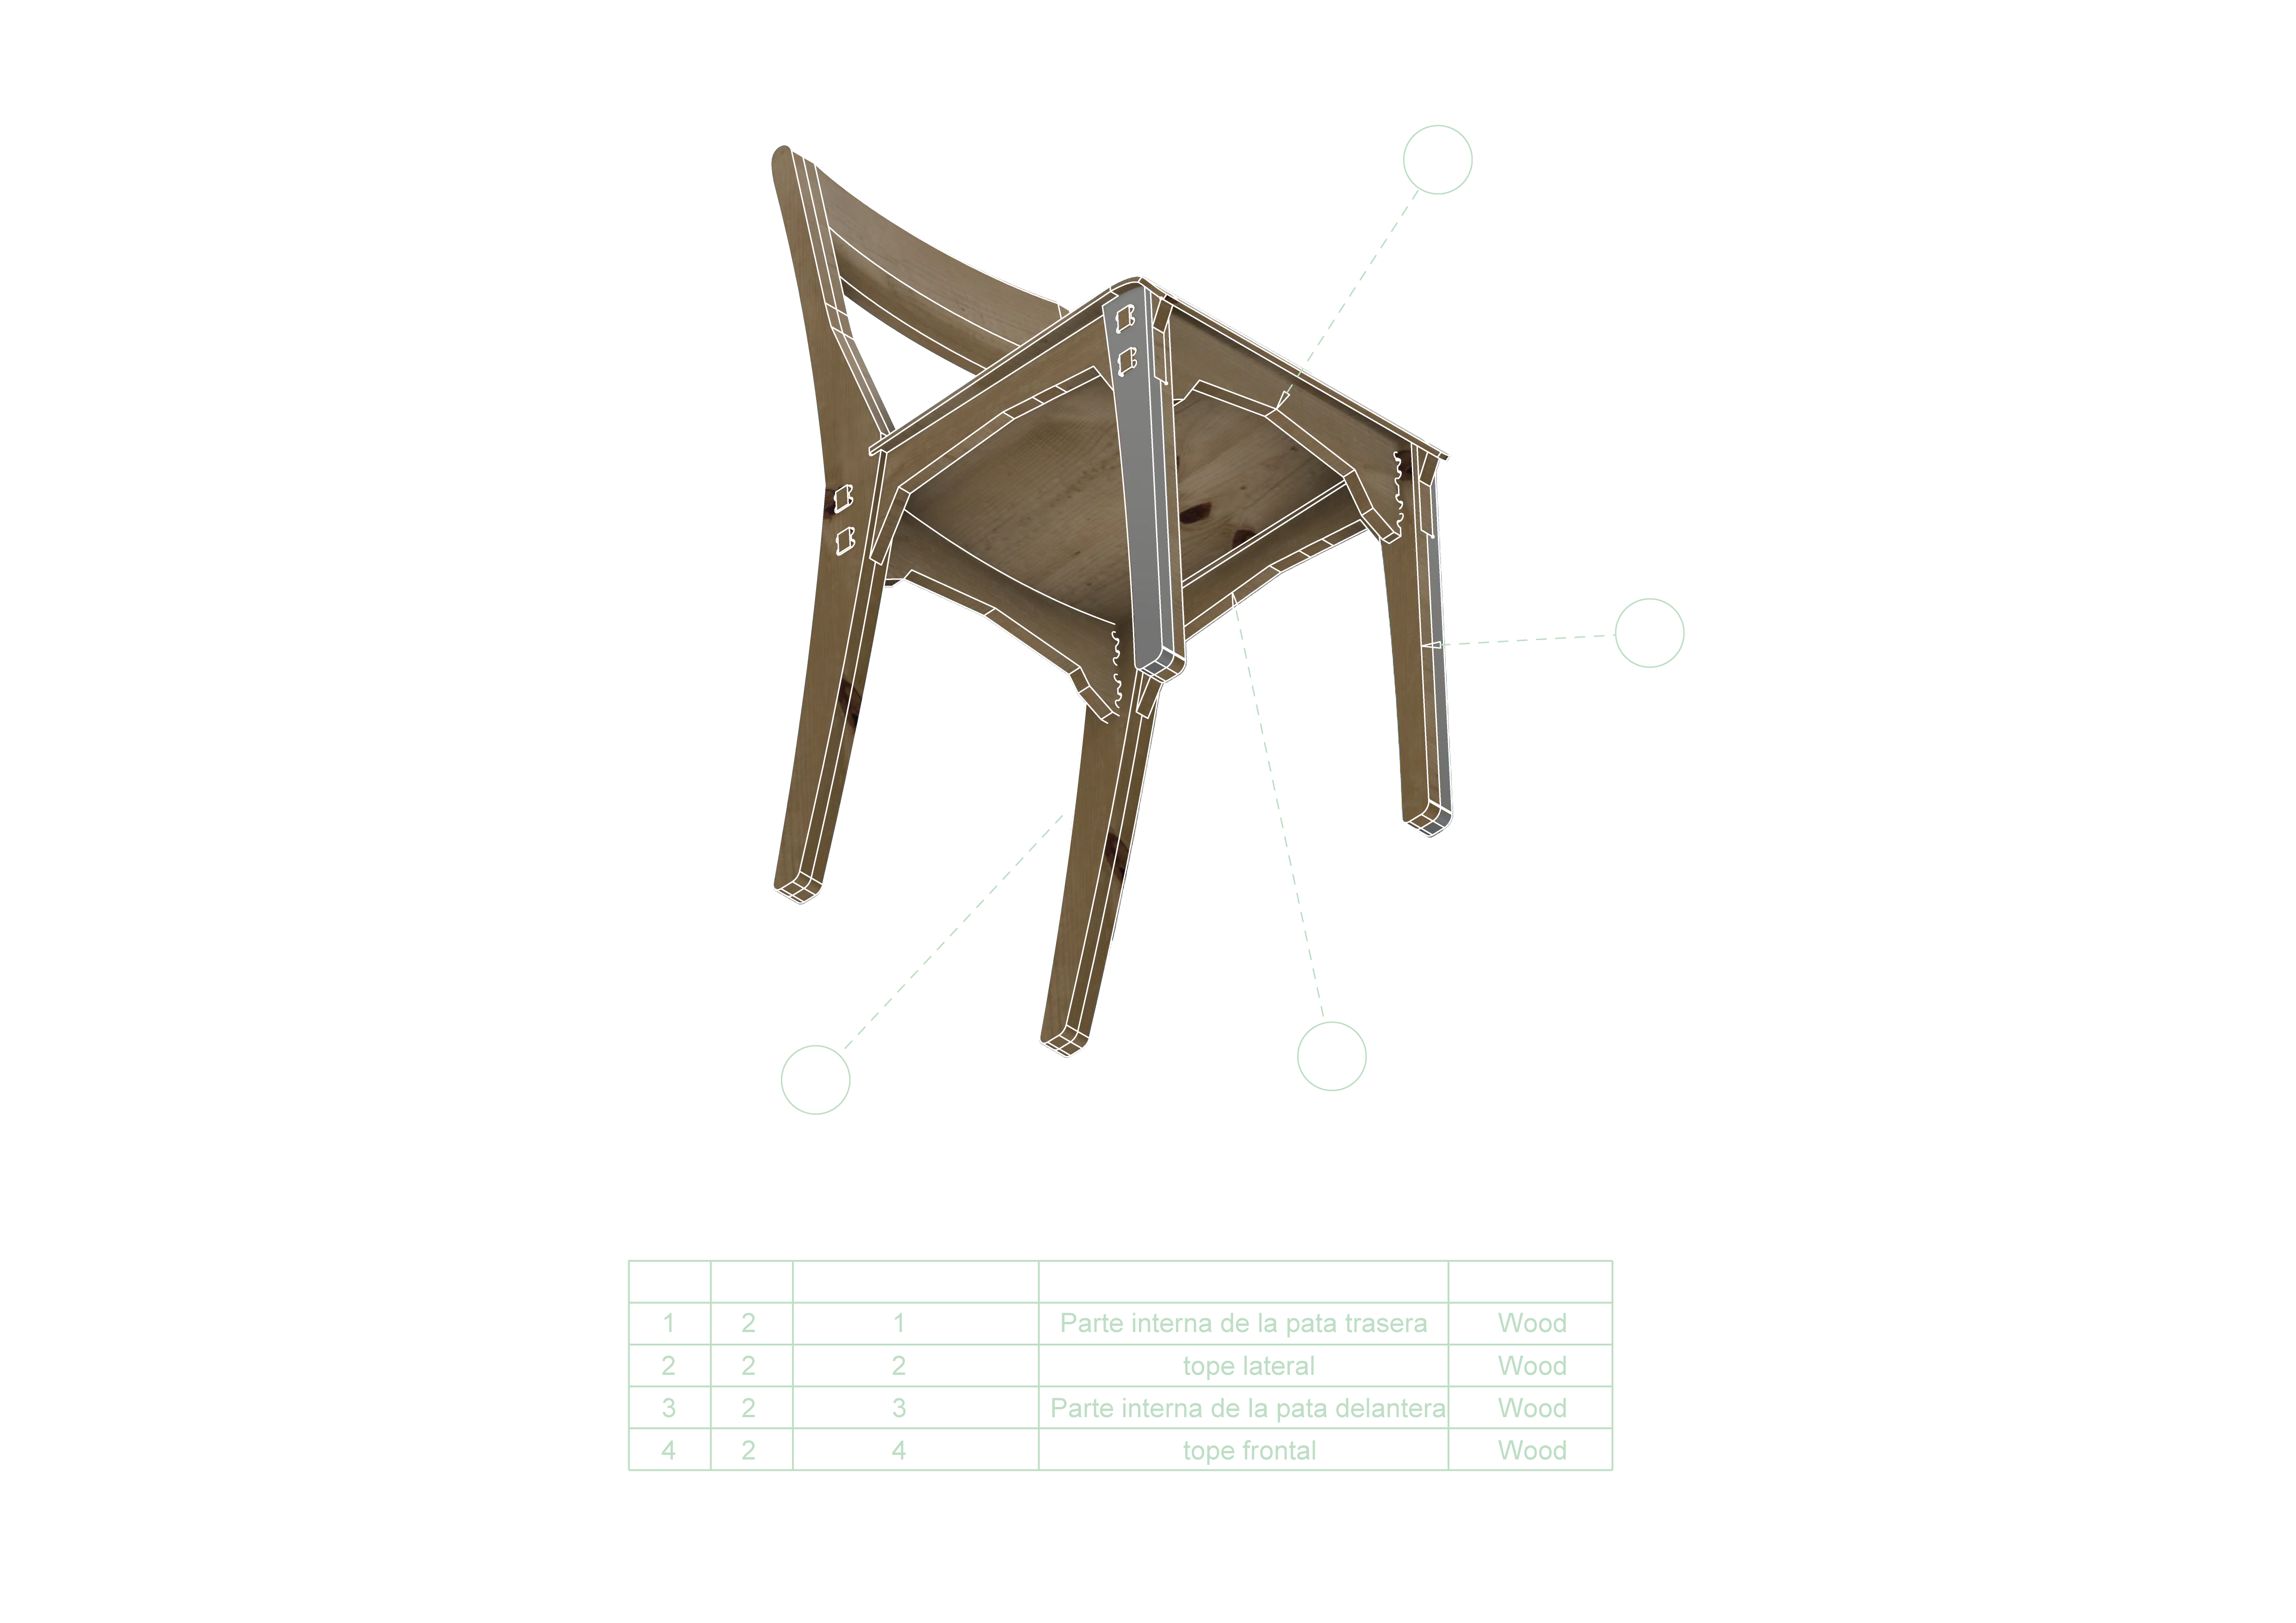 1 2 1 Parte interna de la pata trasera Wood
2 2 2 tope lateral Wood
3 2 3 Parte interna de la pata delantera Wood
4 2 4 tope frontal Wood